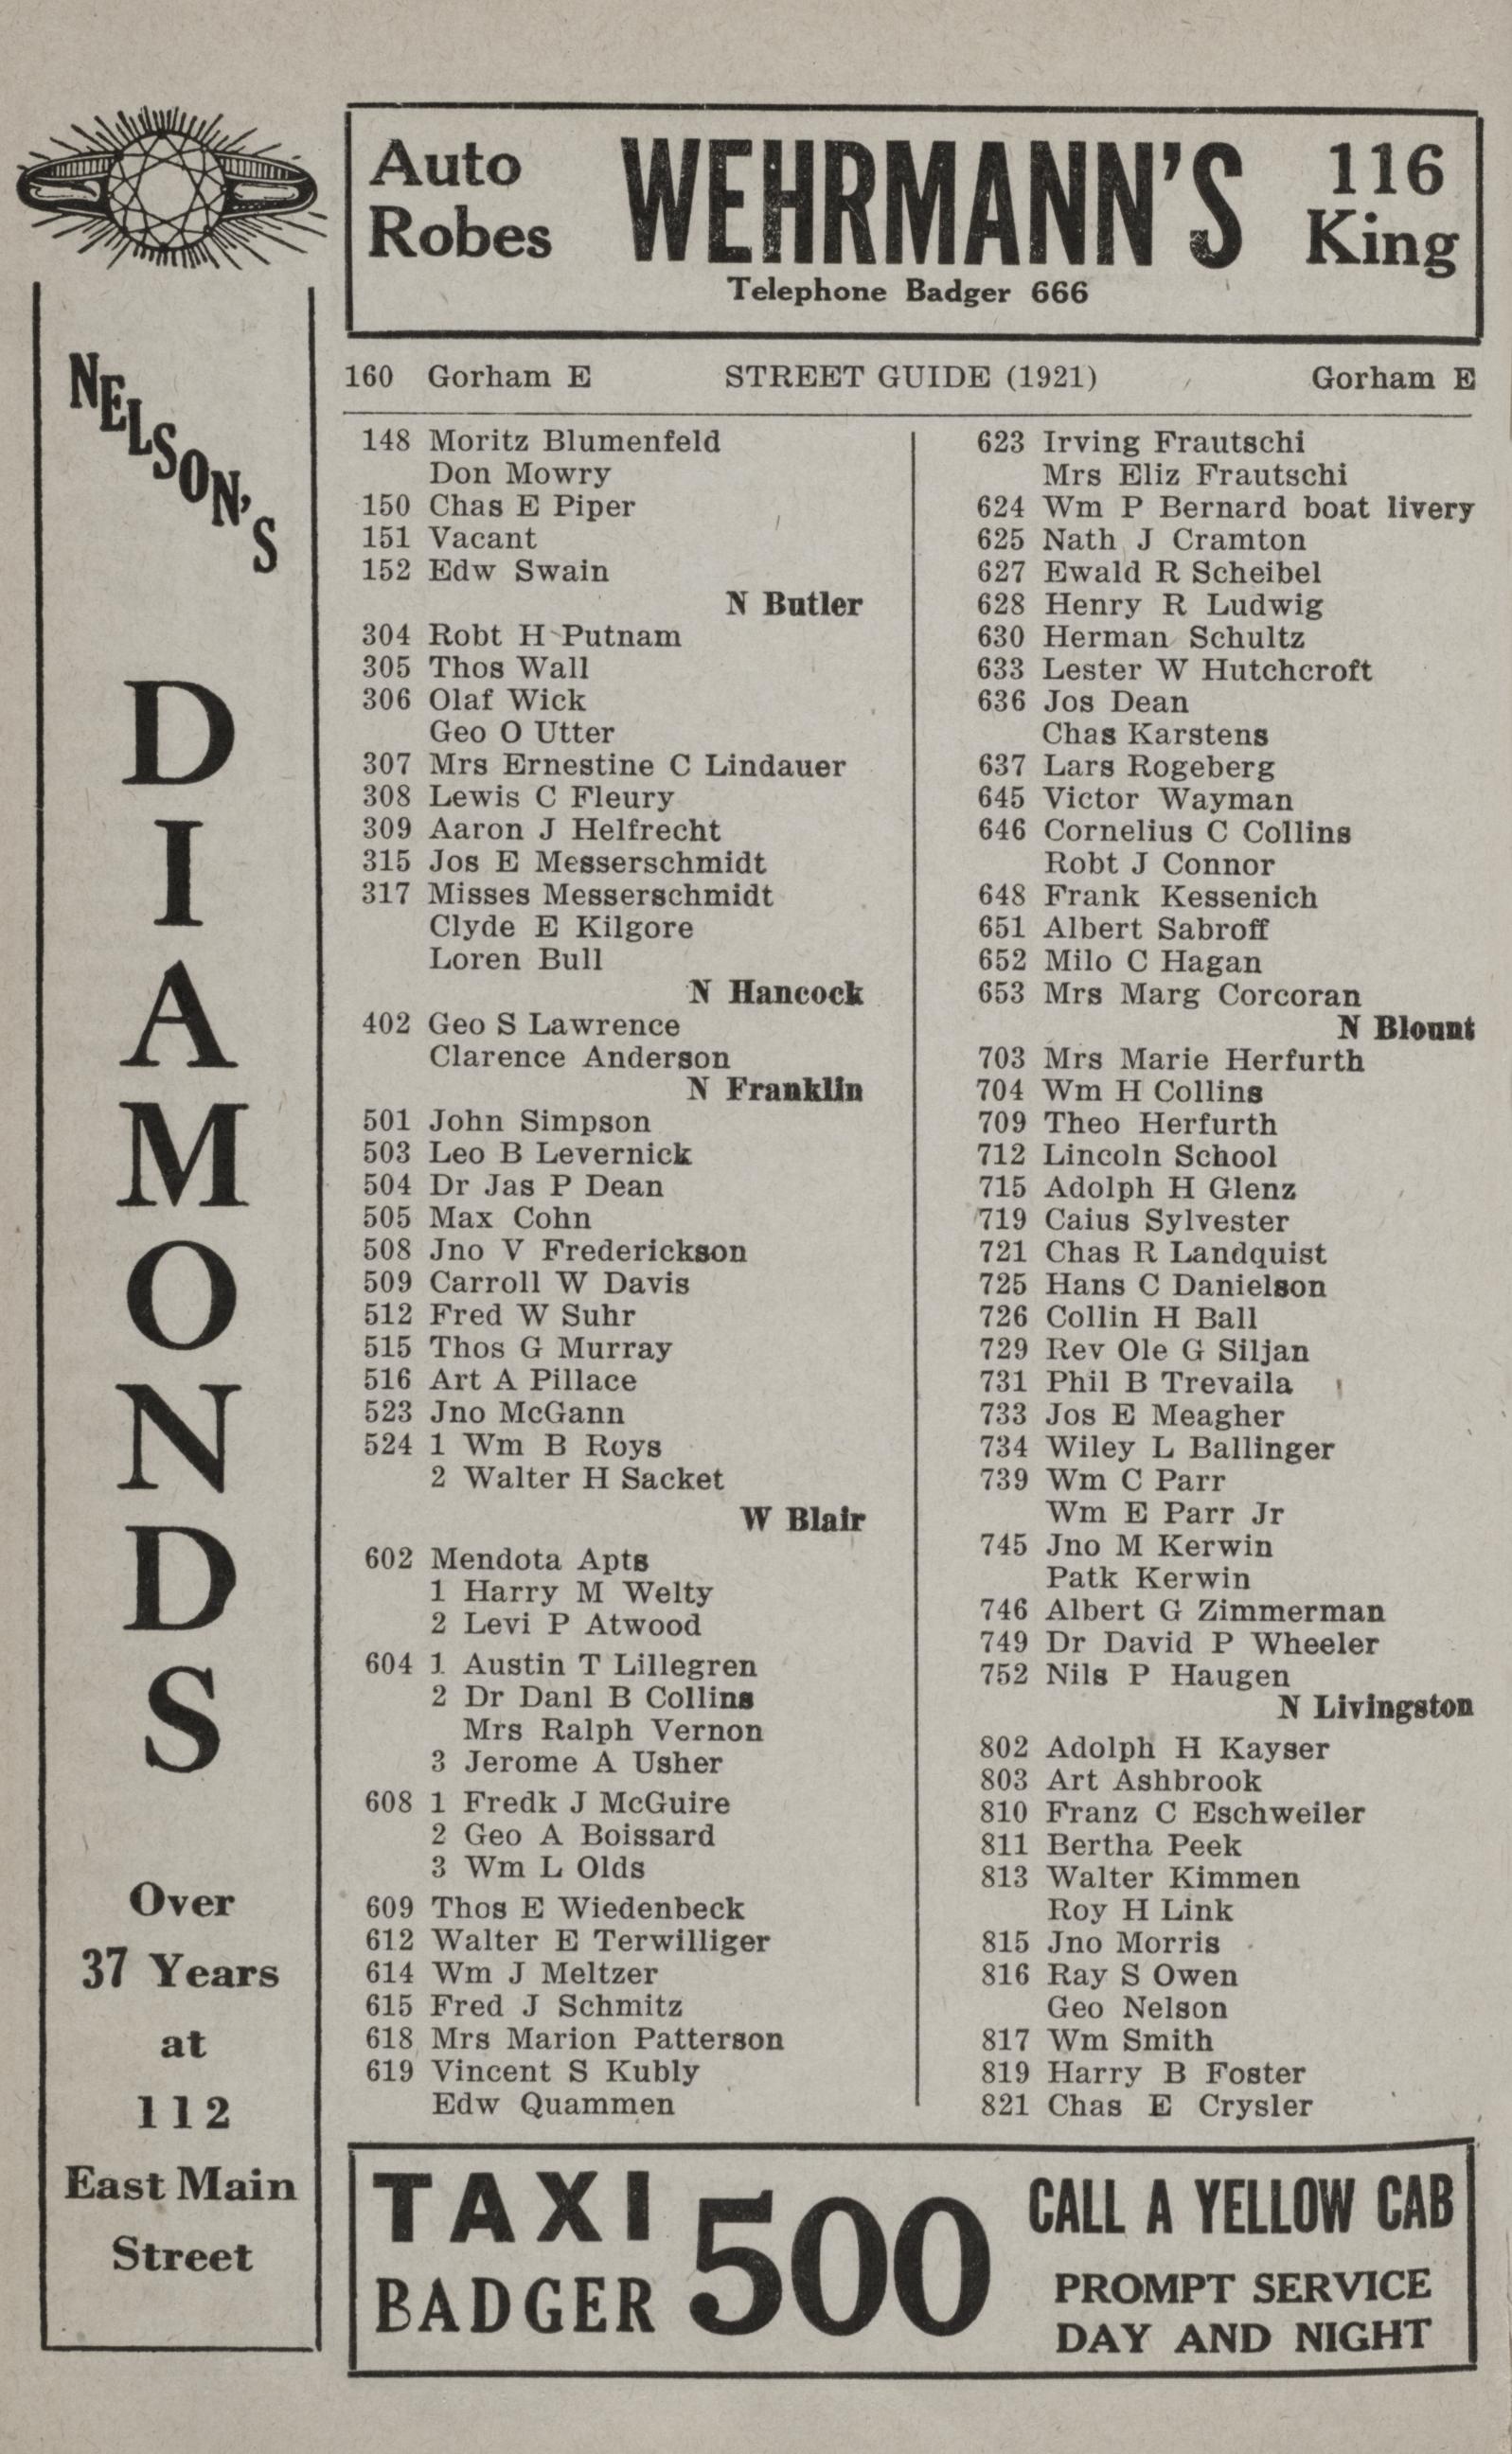 Auto
Robes
WEHRMANN'S
Telephone Badger 666
116
King
NELSON'S
DIAMONDS
Over
37 Years
at
112
East Main
Street
160 Gorham E STREET GUIDE (1921) Gorham E
148 Moritz Blumenfeld
Don Mowry
150 Chas E Piper
151 Vacant
152 Edw Swain
N Butler
304 Robt H Putnam
305 Thos Wall
306 Olaf Wick
Geo O Utter
307 Mrs Ernestine C Lindauer
308 Lewis C Fleury
309 Aaron J Helfrecht
315 Jos E Messerschmidt
317 Misses Messerschmidt
Clyde E Kilgore
Loren Bull
N Hancock
402 Geo S Lawrence
Clarence Anderson
N Franklin
501 John Simpson
503 Leo B Levernick
504 Dr Jas P Dean
505 Max Cohn
508 Jno V Frederickson
509 Carroll W Davis
512 Fred W Suhr
515 Thos G Murray
516 Art A Pillace
523 Jno McGann
524 1 Wm B Roys
2 Walter H Sacket
W Blair
602 Mendota Apts
1 Harry M Welty
2 Levi P Atwood
604 1 Austin T Lillegren
2 Dr Danl B Collins
Mrs Ralph Vernon
3 Jerome A Usher
608 1 Fredk J McGuire
2 Geo A Boissard
3 Wm L Olds
609 Thos E Wiedenbeck
612 Walter E Terwilliger
614 Wm J Meltzer
615 Fred J Schmitz
618 Mrs Marion Patterson
619 Vincent S Kubly
Edw Quammen
623 Irving Frautschi
Mrs Eliz Frautschi
624 Wm P Bernard boat livery
625 Nath J Cramton
627 Ewald R Scheibel
628 Henry R Ludwig
630 Herman Schultz
633 Lester W Hutchcroft
636 Jos Dean
Chas Karstens
637 Lars Rogeberg
645 Victor Wayman
646 Cornelius C Collins
Robt J Connor
648 Frank Kessenich
651 Albert Sabroff
652 Milo C Hagan
653 Mrs Marg Corcoran
N Blount
703 Mrs Marie Herfurth
704 Wm H Collins
709 Theo Herfurth
712 Lincoln School
715 Adolph H Glenz
719 Caius Sylvester
721 Chas R Landquist
725 Hans C Danielson
726 Collin H Ball
729 Rev Ole G Siljan
731 Phil B Trevaila
733 Jos E Meagher
734 Wiley L Ballinger
739 Wm C Parr
Wm E Parr Jr
745 Jno M Kerwin
Patk Kerwin
746 Albert G Zimmerman
749 Dr David P Wheeler
752 Nils P Haugen
N Livingston
802 Adolph H Kayser
803 Art Ashbrook
810 Franz C Eschweiler
811 Bertha Peek
813 Walter Kimmen
Roy H Link
815 Jno Morris
816 Ray S Owen
Geo Nelson
817 Wm Smith
819 Harry B Foster
821 Chas E Crysler
TAXI
BADGER
500
CALL A YELLOW CAB
PROMPT SERVICE
DAY AND NIGHT